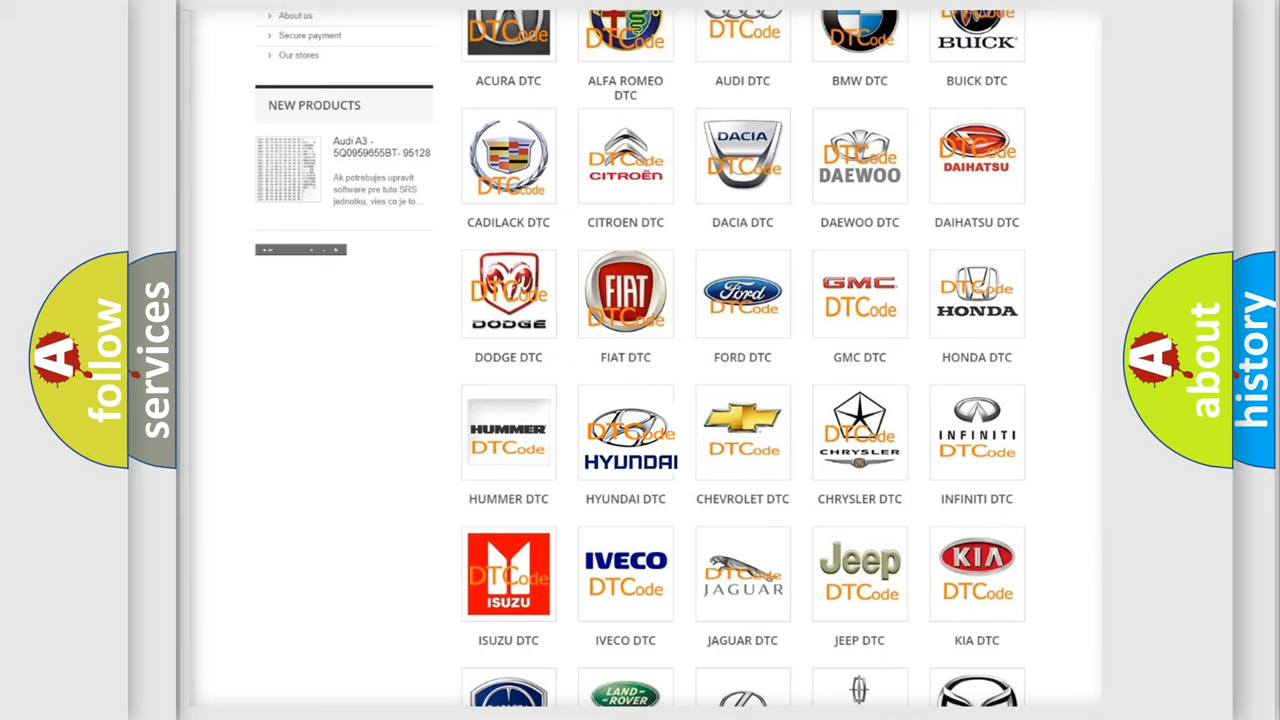 About us
Secure payment
Our stores
NEW PRODUCTS
Audi A3 -
5Q0959655BT- 95128
Ak potrebujes upravit
software pre tuto SRS
jednotku, vies co je to...
DTCode
DTCode
DTCode
DTCode
BUICK
ACURA DTC
ALFA ROMEO
DTC
AUDI DTC
BMW DTC
BUICK DTC
DTCode
DTCode
CITROËN
DACIA
DTCode
DTCode
DAEWOO
DTCode
DAIHATSU
CADILACK DTC
CITROEN DTC
DACIA DTC
DAEWOO DTC
DAIHATSU DTC
DTCode
DODGE
FIAT
DTCode
Ford
DTCode
GMC
DTCode
DTCode
HONDA
DODGE DTC
FIAT DTC
FORD DTC
GMC DTC
HONDA DTC
HUMMER
DTCode
DTCode
HYUNDAI
DTCode
DTCode
CHRYSLER
INFINITI
DTCode
HUMMER DTC
HYUNDAI DTC
CHEVROLET DTC
CHRYSLER DTC
INFINITI DTC
DTCode
ISUZU
IVECO
DTCode
DTCode
JAGUAR
Jeep
DTCode
KIA
DTCode
ISUZU DTC
IVECO DTC
JAGUAR DTC
JEEP DTC
KIA DTC
LAND-
ROVER
A
follow
services
A
about
history